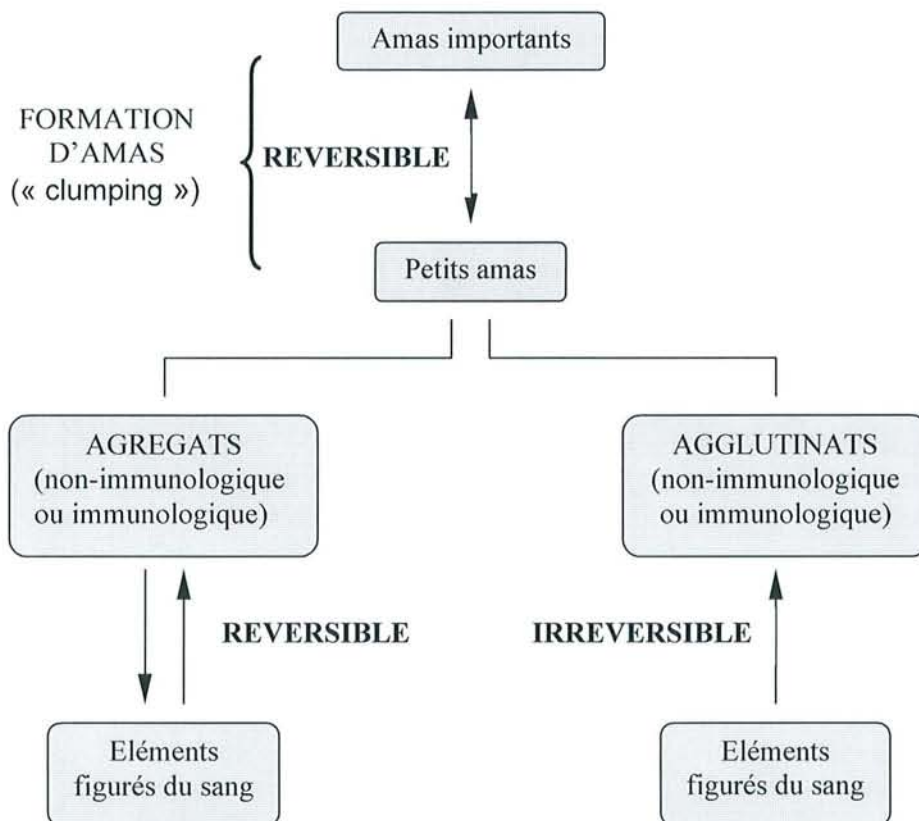 Amas importants
FORMATION
D’AMAS
(« clumping »)
REVERSIBLE
Petits amas
AGREGATS
(non-immunologique
ou immunologique)
AGGLUTINATS
(non-immunologique
ou immunologique)
REVERSIBLE
IRREVERSIBLE
Eléments
figurés du sang
Eléments
figurés du sang